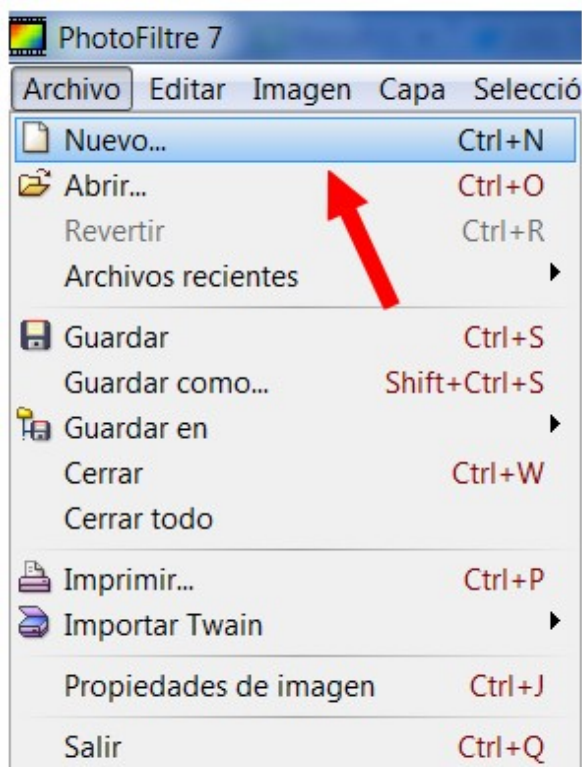 PhotoFiltre 7
Archivo Editar Imagen Capa Selecció
Nuevo... Ctrl+N
Abrir... Ctrl+O
Revertir Ctrl+R
Archivos recientes
Guardar Ctrl+S
Guardar como... Shift+Ctrl+S
Guardar en
Cerrar Ctrl+W
Cerrar todo
Imprimir... Ctrl+P
Importar Twain
Propiedades de imagen Ctrl+J
Salir Ctrl+Q